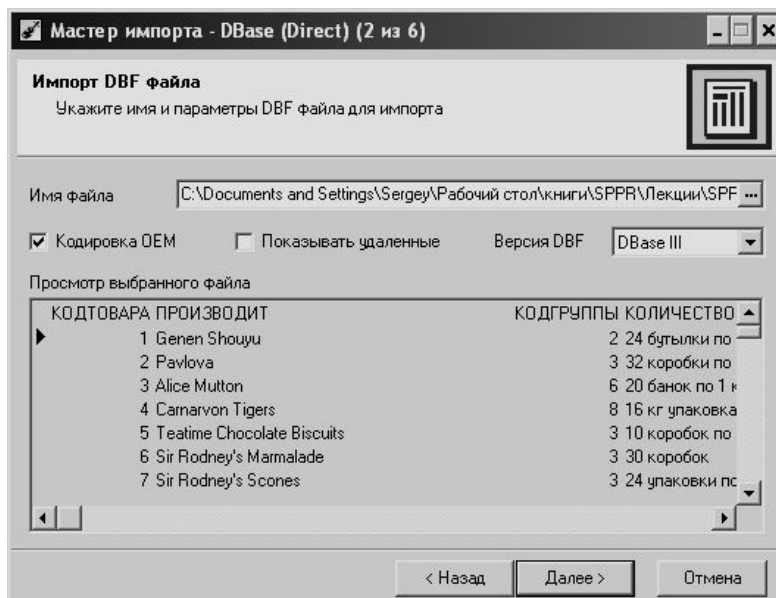 Мастер импорта - DBase (Direct) (2 из 6)
Импорт DBF файла
Укажите имя и параметры DBF файла для импорта
Имя файла C:\Documents and Settings\Sergey\Рабочий стол\книги\SPPR\Лекции\SPF ...
Кодировка OEM Показывать удаленные Версия DBF DBase III
Просмотр выбранного файла
КОДТОВАРА ПРОИЗВОДИТ КОДГРУППЫ КОЛИЧЕСТВО
1 Genen Shouyu 2 24 бутылки по
2 Pavlova 3 32 коробки по
3 Alice Mutton 6 20 банок по 1 к
4 Carnarvon Tigers 8 16 кг упаковка
5 Teatime Chocolate Biscuits 3 10 коробок по
6 Sir Rodney's Marmalade 3 30 коробок
7 Sir Rodney's Scones 3 24 упаковки по
< Назад Далее > Отмена